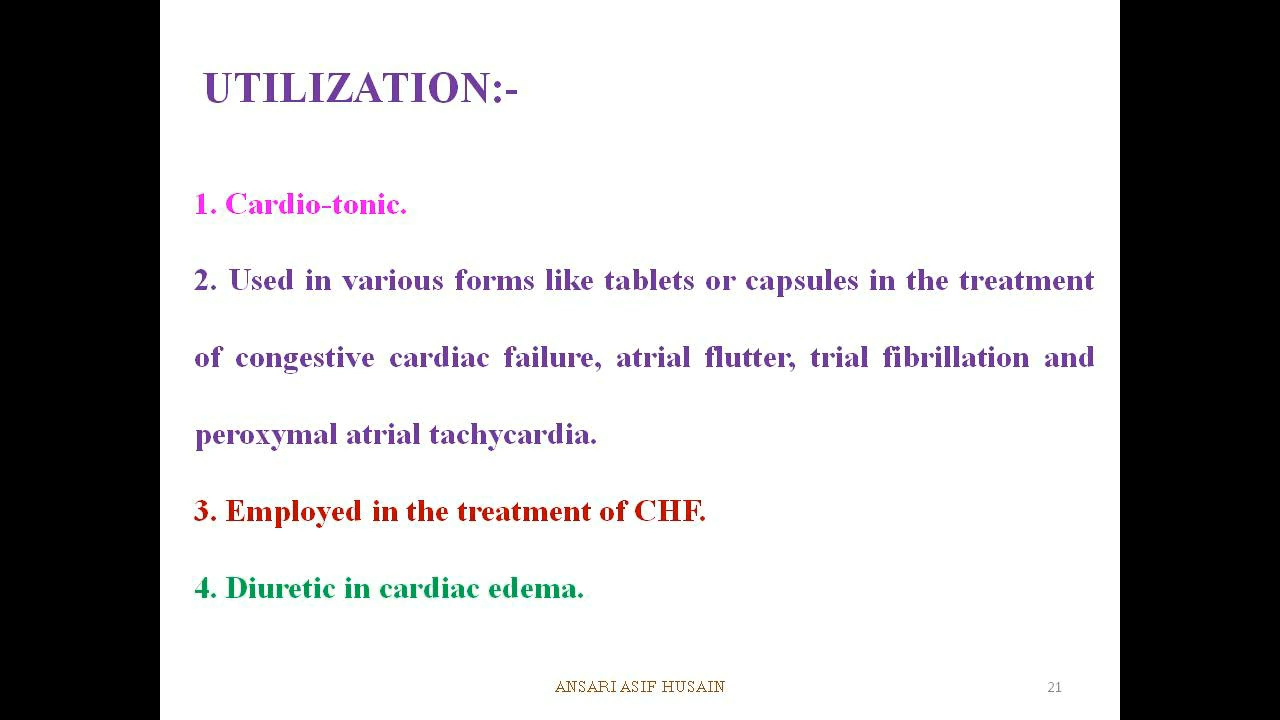 UTILIZATION:-
1. Cardio-tonic.
2. Used in various forms like tablets or capsules in the treatment
of congestive cardiac failure, atrial flutter, trial fibrillation and
peroxymal atrial tachycardia.
3. Employed in the treatment of CHF.
4. Diuretic in cardiac edema.
ANSARI ASIF HUSAIN
21